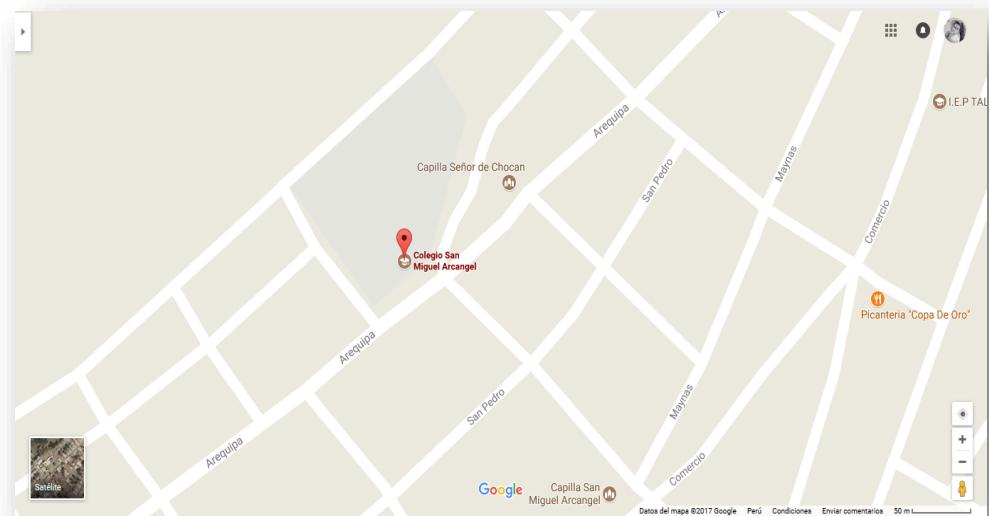 I.E.P TAL
Arequipa
Capilla Señor de Chocan
San Pedro
Maynas
Comercio
Colegio San
Miguel Arcangel
Picanteria "Copa De Oro"
Arequipa
San Pedro
Maynas
Arequipa
Comercio
Satélite
Google
Capilla San
Miguel Arcangel
Datos del mapa ©2017 Google Perú Condiciones Enviar comentarios 50 m